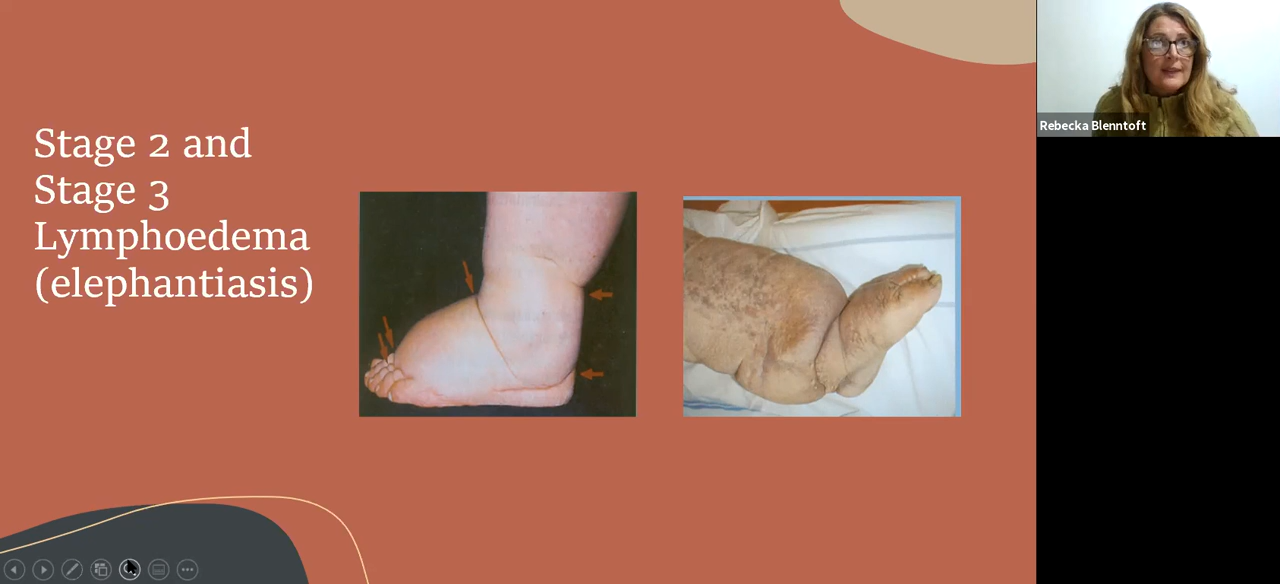 Stage 2 and
Stage 3
Lymphoedema
(elephantiasis)
Rebecka Blenntoft